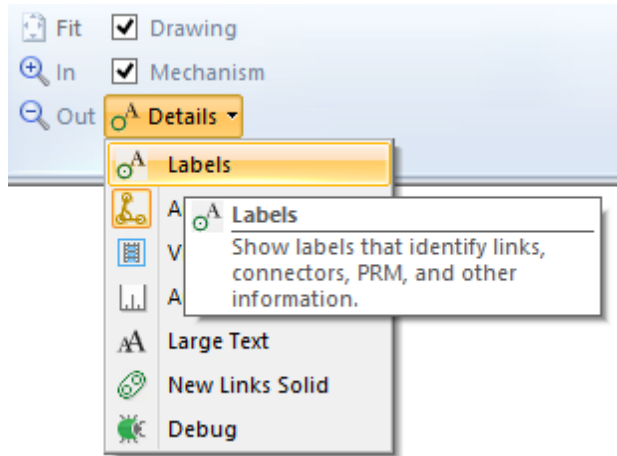 Fit
Drawing
In
Mechanism
Out
Details
Labels
A
Labels
V
Show labels that identify links,
connectors, PRM, and other
A
information.
Large Text
New Links Solid
Debug